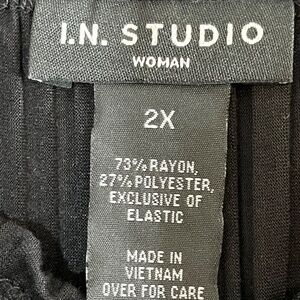 I.N. STUDIO
WOMAN
2X
73% RAYON,
27% POLYESTER,
EXCLUSIVE OF
ELASTIC
MADE IN
VIETNAM
OVER FOR CARE